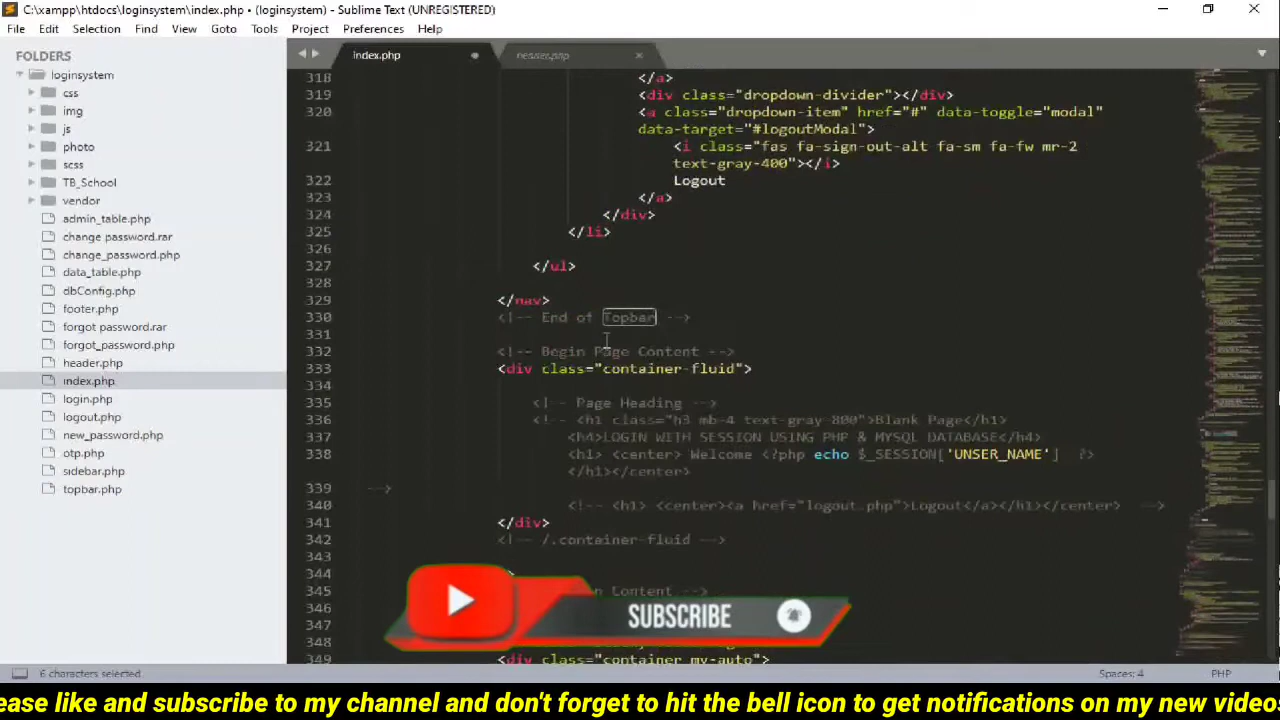 C:\xampp\htdocs\loginsystem\index.php • (loginsystem) - Sublime Text (UNREGISTERED)
File Edit Selection Find View Goto Tools Project Preferences Help
FOLDERS
loginsystem
css
img
js
photo
scss
TB_School
vendor
admin_table.php
change password.rar
change_password.php
data_table.php
dbConfig.php
footer.php
forgot password.rar
forgot_password.php
header.php
index.php
login.php
logout.php
new_password.php
otp.php
sidebar.php
topbar.php
index.php header.php
318 </a>
319 <div class="dropdown-divider"></div>
320 <a class="dropdown-item" href="#" data-toggle="modal"
data-target="#logoutModal">
321 <i class="fas fa-sign-out-alt fa-sm fa-fw mr-2
text-gray-400"></i>
322 Logout
323 </a>
324 </div>
325 </li>
326
327 </ul>
328
329 </nav>
330 <!-- End of Topbar -->
331
332 <!-- Begin Page Content -->
333 <div class="container-fluid">
334
335 <!-- Page Heading -->
336 <!-- <h1 class="h3 mb-4 text-gray-800">Blank Page</h1>
337 <h4>LOGIN WITH SESSION USING PHP & MYSQL DATABASE</h4>
338 <h1> <center> Welcome <?php echo $_SESSION['UNSER_NAME'] ?>
</h1></center>
339 -->
340 <!-- <h1> <center><a href="logout.php">Logout</a></h1></center> -->
341 </div>
342 <!-- /.container-fluid -->
343
344 >
345 Content -->
346
347
348
349 <div class="container my-auto">
SUBSCRIBE
6 characters selected Spaces: 4 PHP
ease like and subscribe to my channel and don't forget to hit the bell icon to get notifications on my new videos